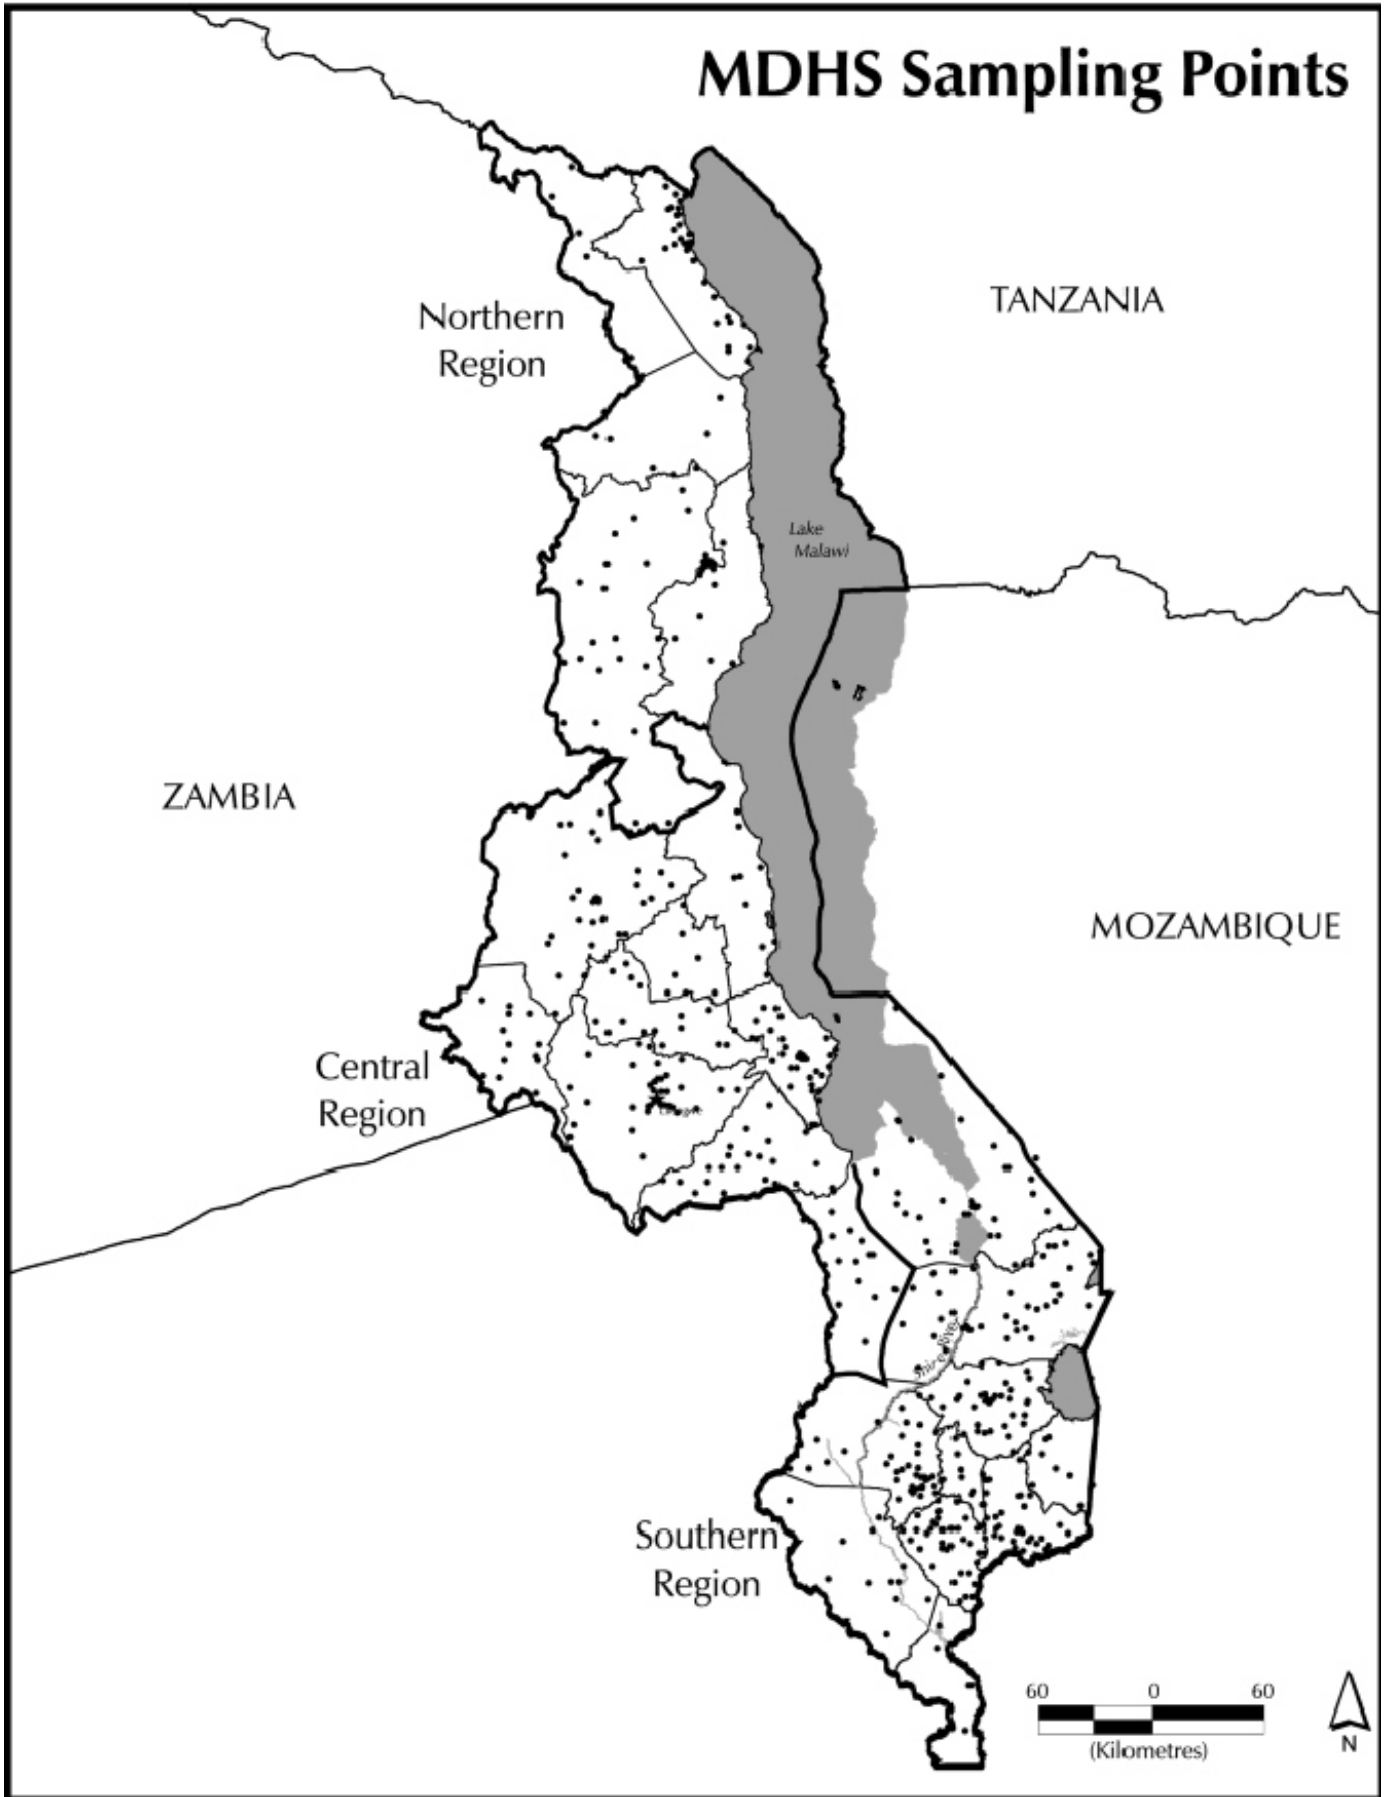 MDHS Sampling Points
TANZANIA
Northern
Region
Lake
Malawi
ZAMBIA
MOZAMBIQUE
Central
Region
Southern
Region
60 0 60
(Kilometres)
N